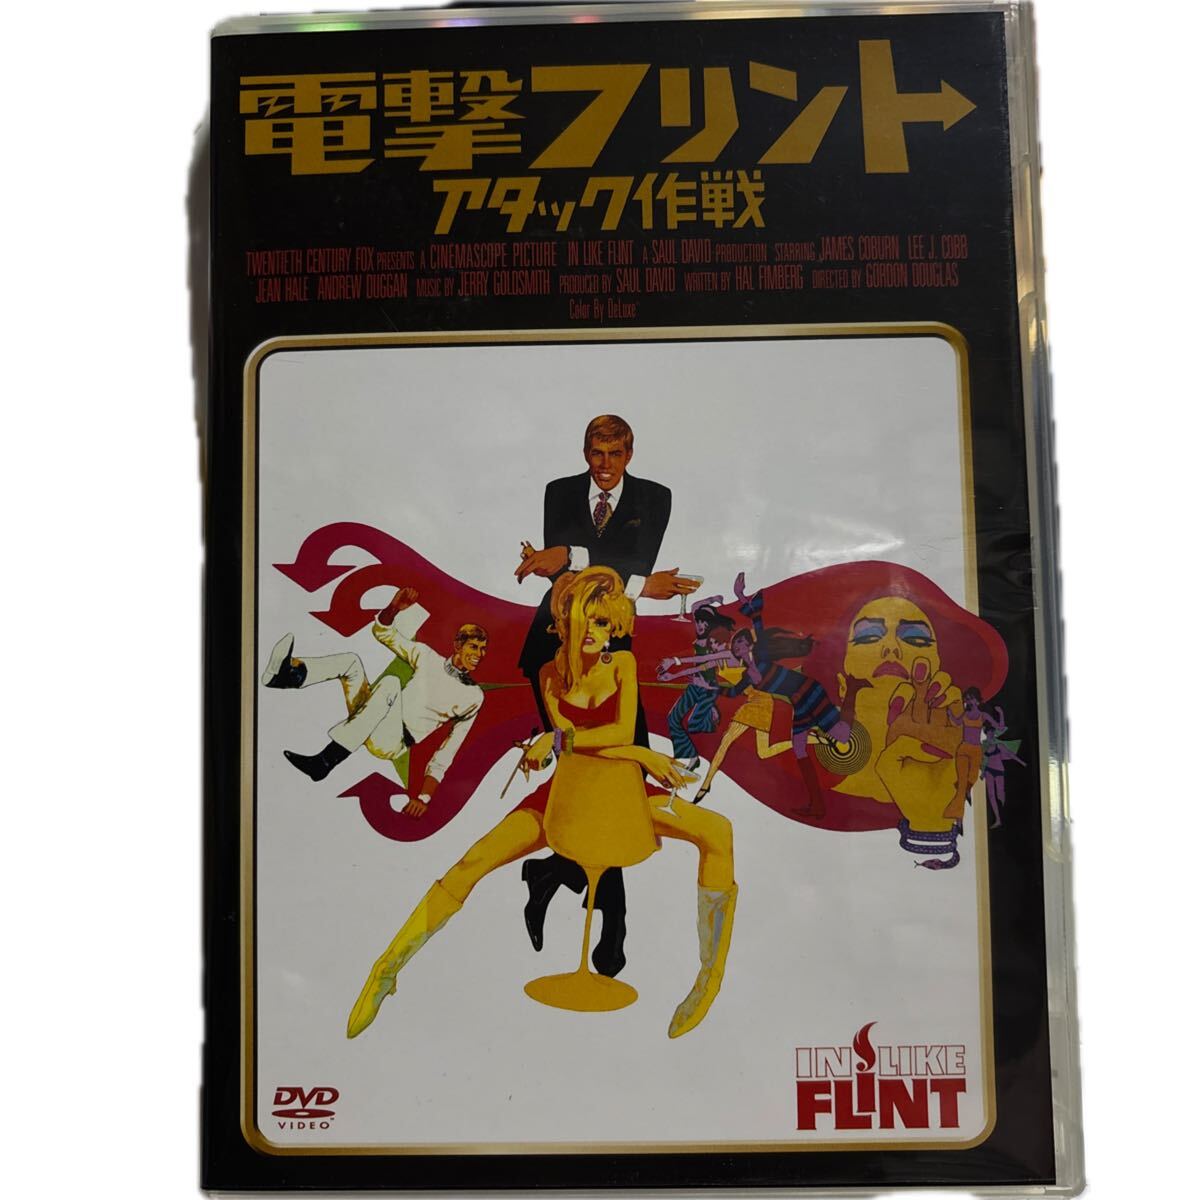 電撃フリント
アタック作戦
TWENTIETH CENTURY FOX PRESENTS A CINEMASCOPE PICTURE IN LIKE FLINT A SAUL DAVID PRODUCTION STARRING JAMES COBURN LEE J. COBB
JEAN HALE ANDREW DUGGAN MUSIC BY JERRY GOLDSMITH PRODUCED BY SAUL DAVID WRITTEN BY HAL FIMBERG DIRECTED BY GORDON DOUGLAS
Color By DeLuxe
DVD
VIDEO™
IN LIKE
FLINT